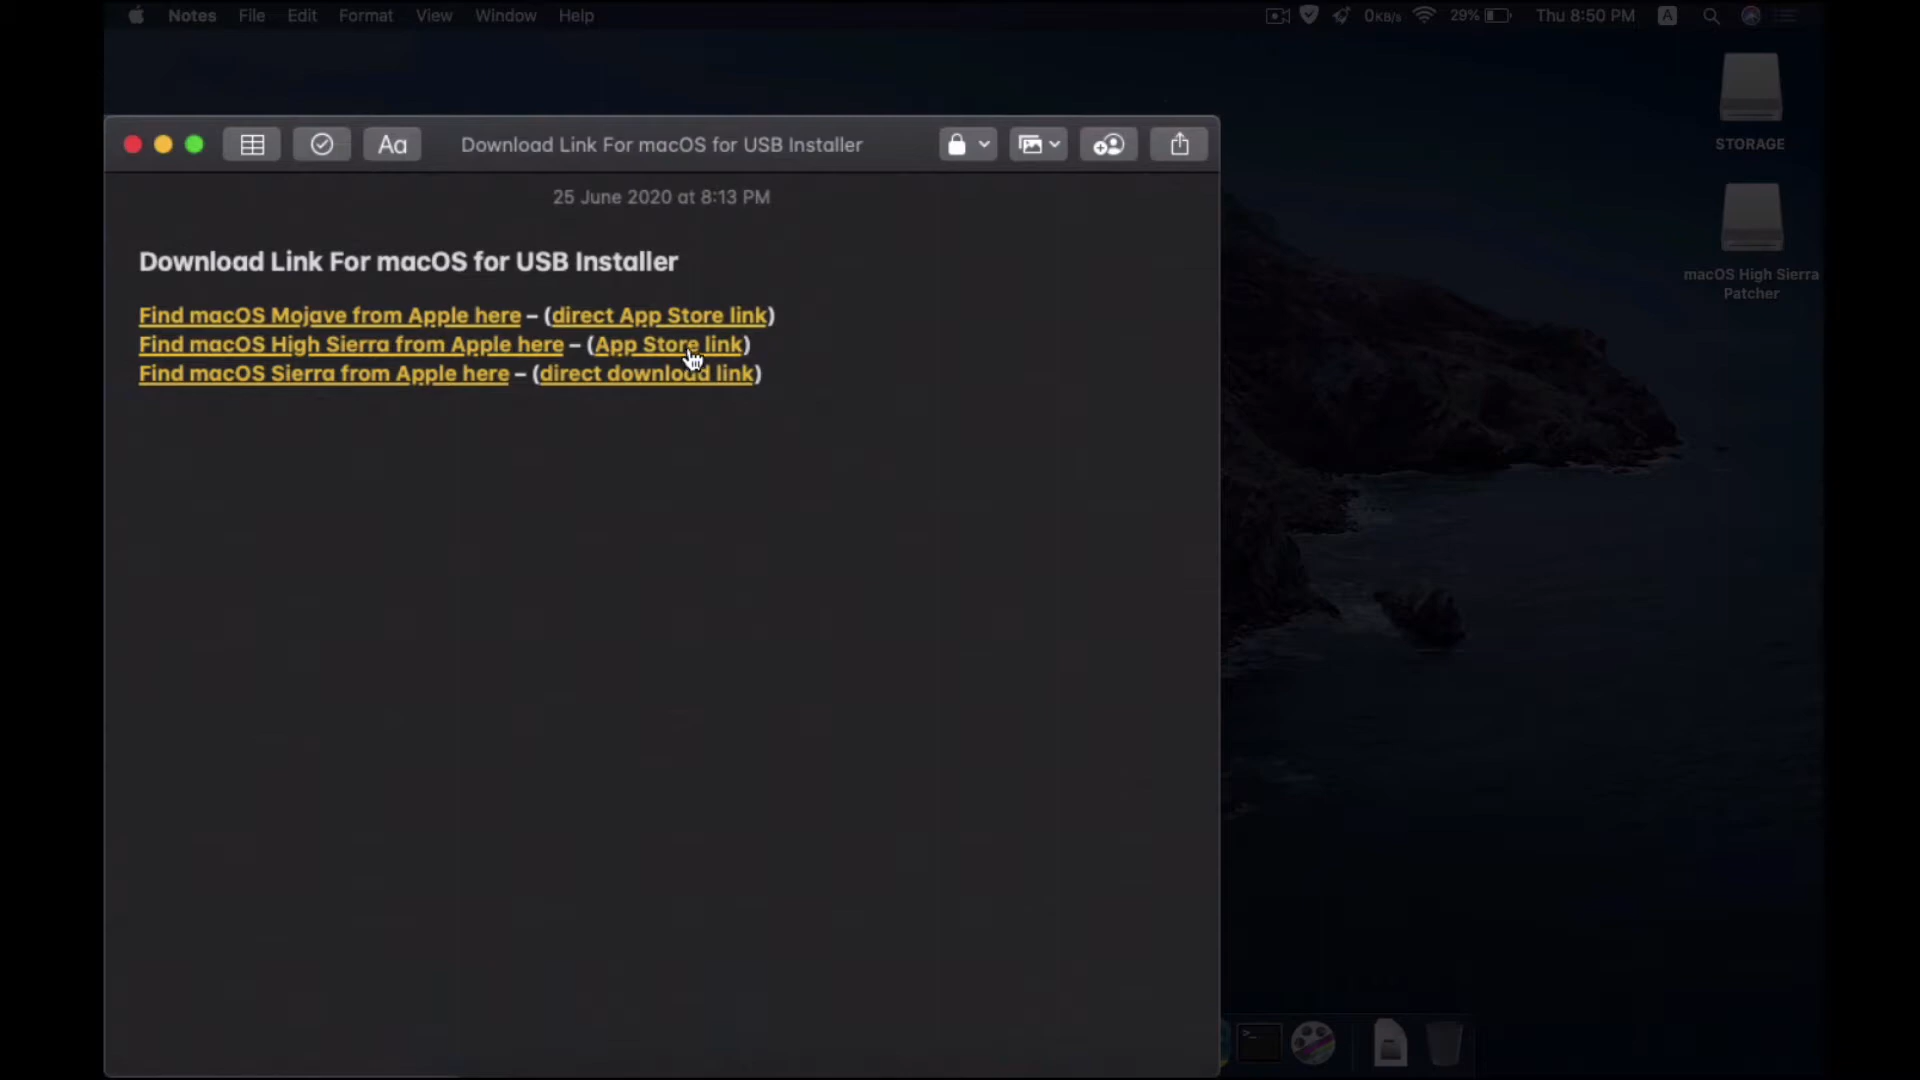 Notes File Edit Format View Window Help
0KB/s 29% Thu 8:50 PM A
STORAGE
macOS High Sierra
Patcher
Aa Download Link For macOS for USB Installer
25 June 2020 at 8:13 PM
Download Link For macOS for USB Installer
Find macOS Mojave from Apple here – (direct App Store link)
Find macOS High Sierra from Apple here – (App Store link)
Find macOS Sierra from Apple here – (direct download link)